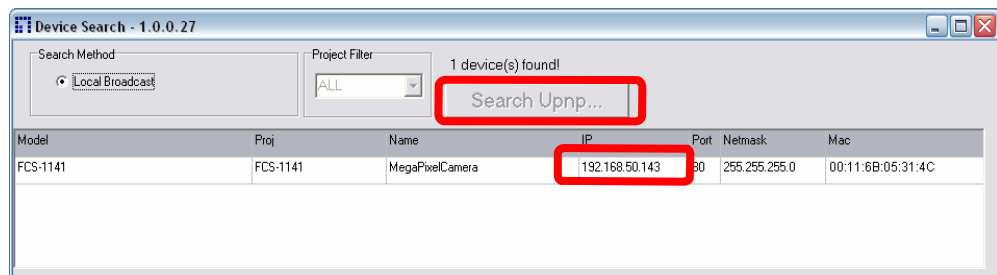 Device Search - 1.0.0.27
Search Method
Local Broadcast
Project Filter
ALL
1 device(s) found!
Search Upnp...
Model Proj Name IP Port Netmask Mac
FCS-1141 FCS-1141 MegaPixelCamera 192.168.50.143 80 255.255.255.0 00:11:6B:05:31:4C